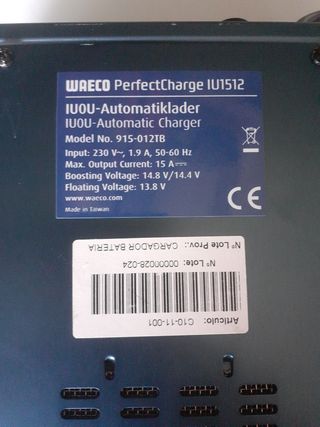 WAECO PerfectCharge IU1512
IU0U-Automatiklader
IU0U-Automatic Charger
Model No. 915-012TB
Input: 230 V~, 1.9 A, 50-60 Hz
Max. Output Current: 15 A
Boosting Voltage: 14.8 V/14.4 V
Floating Voltage: 13.8 V
www.waeco.com
Made in Taiwan
Articulo: C10-11-001
Nº Lote: 00000028-024
Nº Lote Prov.: CARGADOR BATERIA